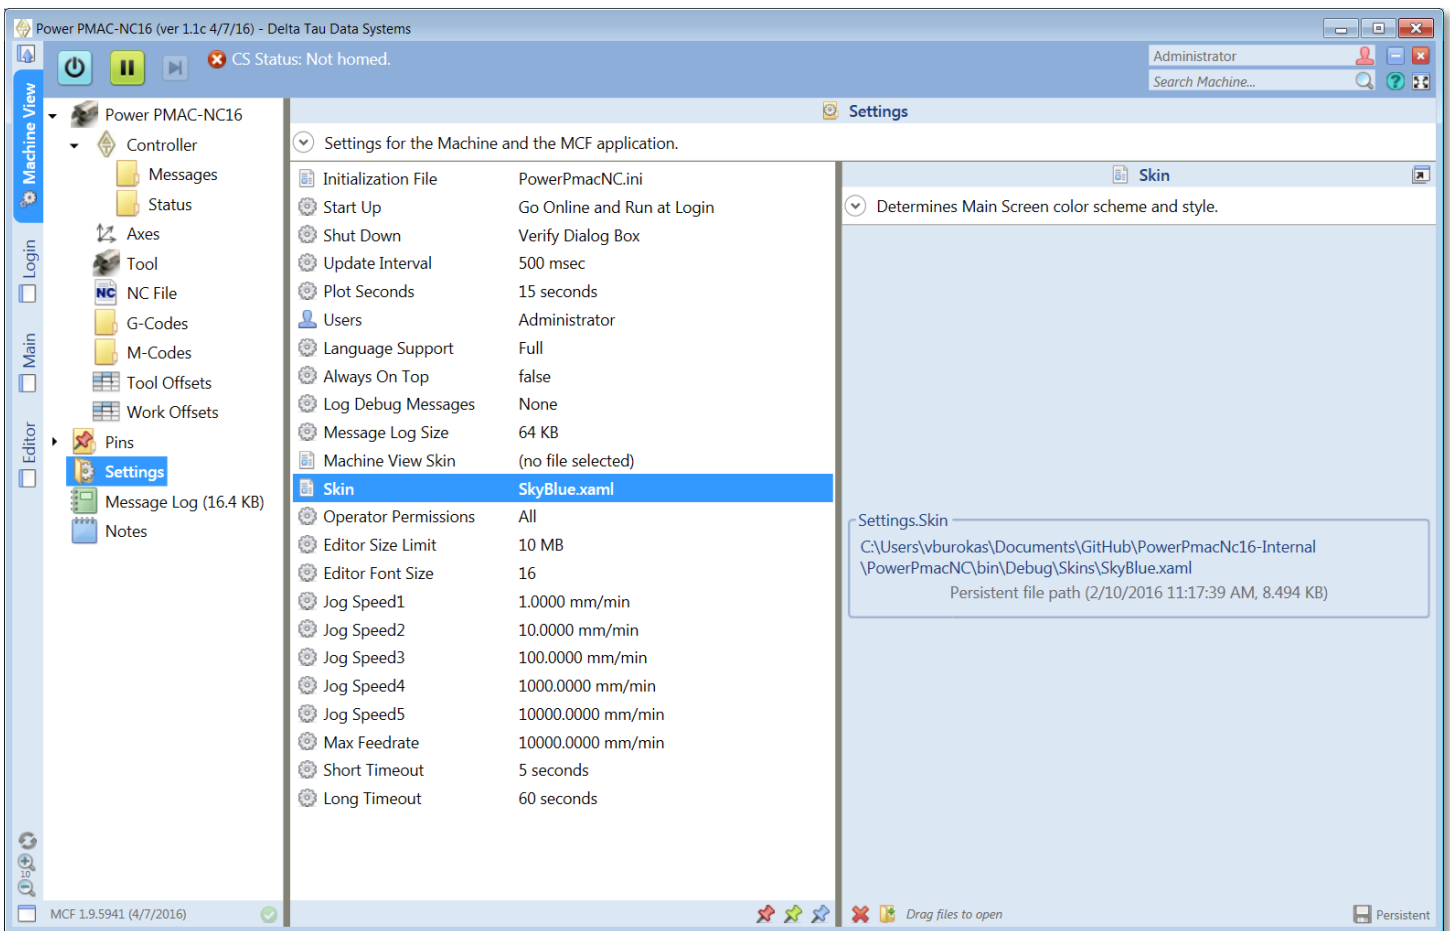 Power PMAC-NC16 (ver 1.1c 4/7/16) - Delta Tau Data Systems
CS Status: Not homed.
Administrator
Search Machine...
Machine View
Login
Main
Editor
10
Power PMAC-NC16
Controller
Messages
Status
Axes
Tool
NC NC File
G-Codes
M-Codes
Tool Offsets
Work Offsets
Pins
Settings
Message Log (16.4 KB)
Notes
MCF 1.9.5941 (4/7/2016)
Settings
Settings for the Machine and the MCF application.
Initialization File PowerPmacNC.ini
Start Up Go Online and Run at Login
Shut Down Verify Dialog Box
Update Interval 500 msec
Plot Seconds 15 seconds
Users Administrator
Language Support Full
Always On Top false
Log Debug Messages None
Message Log Size 64 KB
Machine View Skin (no file selected)
Skin SkyBlue.xaml
Operator Permissions All
Editor Size Limit 10 MB
Editor Font Size 16
Jog Speed1 1.0000 mm/min
Jog Speed2 10.0000 mm/min
Jog Speed3 100.0000 mm/min
Jog Speed4 1000.0000 mm/min
Jog Speed5 10000.0000 mm/min
Max Feedrate 10000.0000 mm/min
Short Timeout 5 seconds
Long Timeout 60 seconds
Skin
Determines Main Screen color scheme and style.
Settings.Skin
C:\Users\vburokas\Documents\GitHub\PowerPmacNc16-Internal
\PowerPmacNC\bin\Debug\Skins\SkyBlue.xaml
Persistent file path (2/10/2016 11:17:39 AM, 8.494 KB)
Drag files to open
Persistent